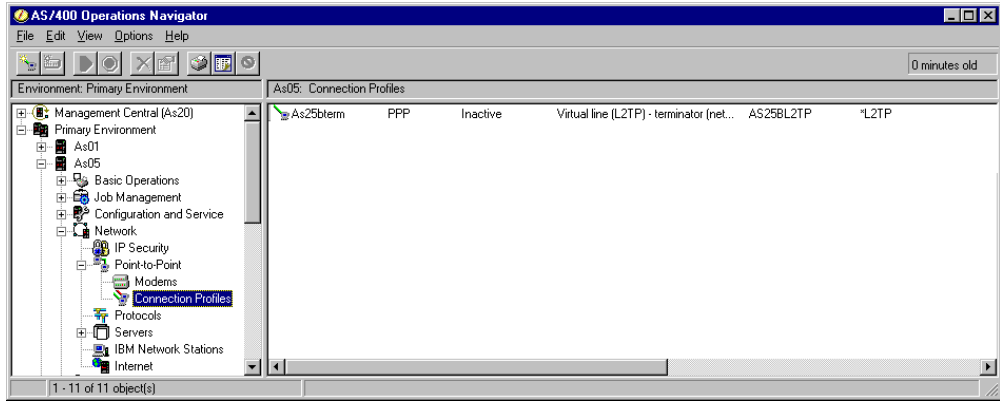 AS/400 Operations Navigator
File Edit View Options Help
0 minutes old
Environment: Primary Environment
As05: Connection Profiles
Management Central (As20)
Primary Environment
As01
As05
Basic Operations
Job Management
Configuration and Service
Network
IP Security
Point-to-Point
Modems
Connection Profiles
Protocols
Servers
IBM Network Stations
Internet
As25bterm PPP Inactive Virtual line (L2TP) - terminator (net... AS25BL2TP *L2TP
1 - 11 of 11 object(s)